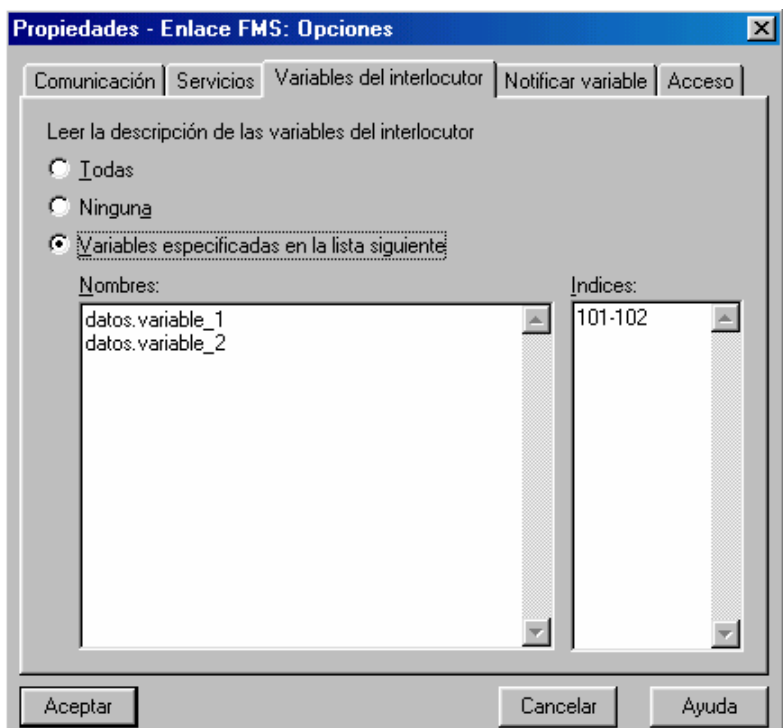 Propiedades - Enlace FMS: Opciones
Comunicación Servicios Variables del interlocutor Notificar variable Acceso
Leer la descripción de las variables del interlocutor
Todas
Ninguna
Variables especificadas en la lista siguiente
Nombres: Indices:
datos.variable_1 101-102
datos.variable_2
Aceptar Cancelar Ayuda